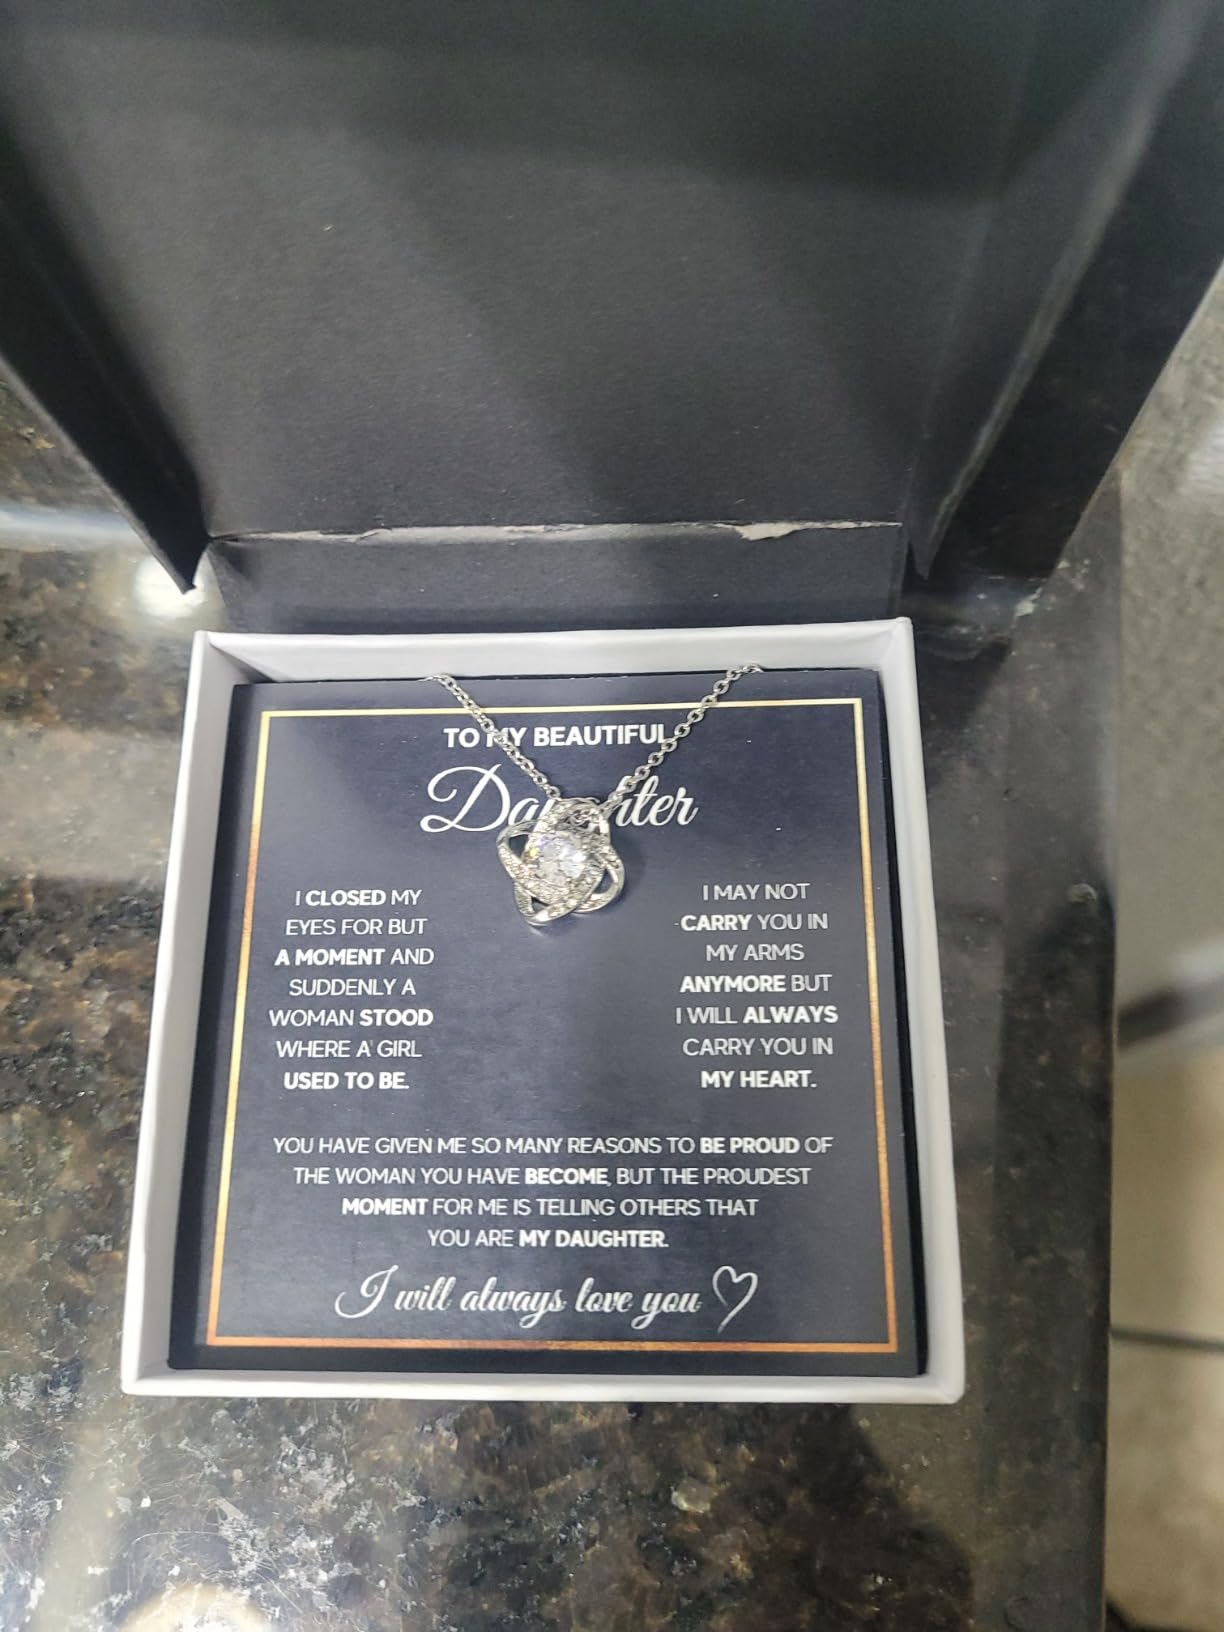 TO MY BEAUTIFUL
Daughter
I CLOSED MY
EYES FOR BUT
A MOMENT AND
SUDDENLY A
WOMAN STOOD
WHERE A GIRL
USED TO BE.
I MAY NOT
CARRY YOU IN
MY ARMS
ANYMORE BUT
I WILL ALWAYS
CARRY YOU IN
MY HEART.
YOU HAVE GIVEN ME SO MANY REASONS TO BE PROUD OF
THE WOMAN YOU HAVE BECOME, BUT THE PROUDEST
MOMENT FOR ME IS TELLING OTHERS THAT
YOU ARE MY DAUGHTER.
I will always love you